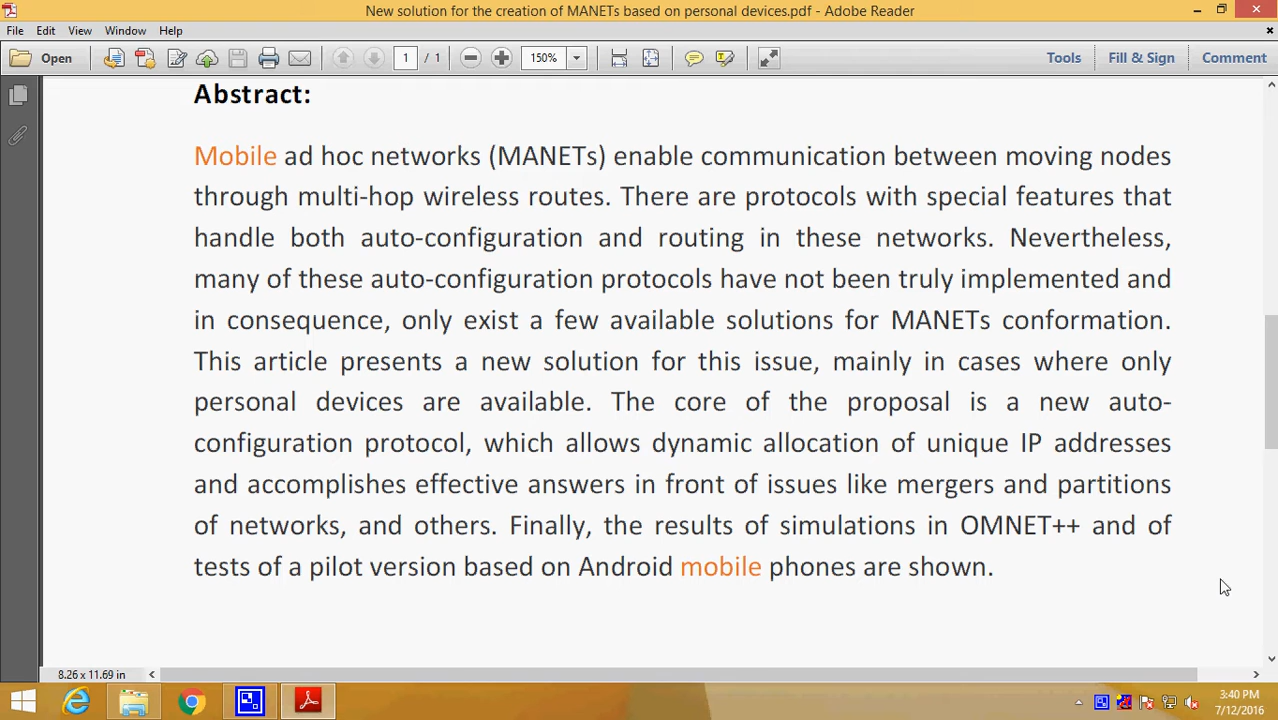 New solution for the creation of MANETs based on personal devices.pdf - Adobe Reader
File Edit View Window Help
Open 1 / 1 150% Tools Fill & Sign Comment
Abstract:
Mobile ad hoc networks (MANETs) enable communication between moving nodes
through multi-hop wireless routes. There are protocols with special features that
handle both auto-configuration and routing in these networks. Nevertheless,
many of these auto-configuration protocols have not been truly implemented and
in consequence, only exist a few available solutions for MANETs conformation.
This article presents a new solution for this issue, mainly in cases where only
personal devices are available. The core of the proposal is a new auto-
configuration protocol, which allows dynamic allocation of unique IP addresses
and accomplishes effective answers in front of issues like mergers and partitions
of networks, and others. Finally, the results of simulations in OMNET++ and of
tests of a pilot version based on Android mobile phones are shown.
8.26 x 11.69 in
3:40 PM
7/12/2016